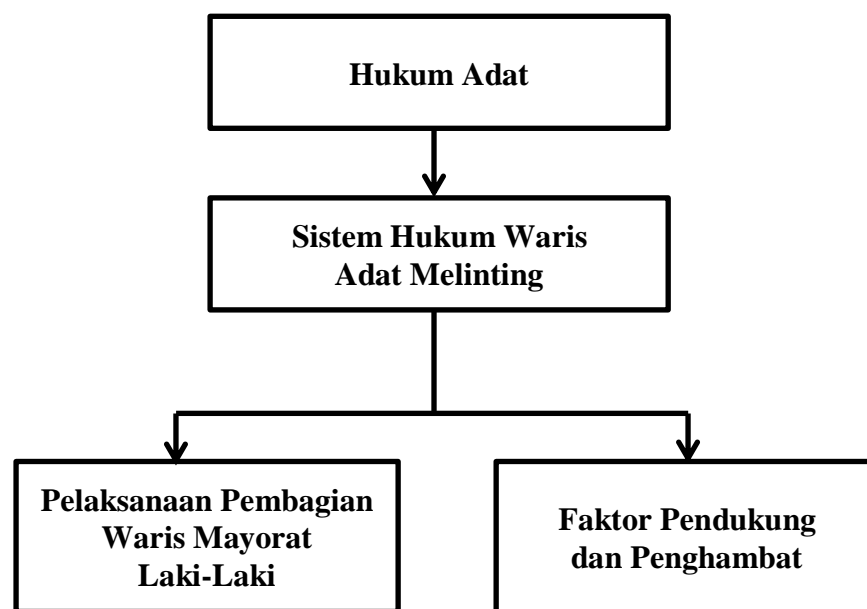 Hukum Adat
Sistem Hukum Waris
Adat Melinting
Pelaksanaan Pembagian
Waris Mayorat
Laki-Laki
Faktor Pendukung
dan Penghambat